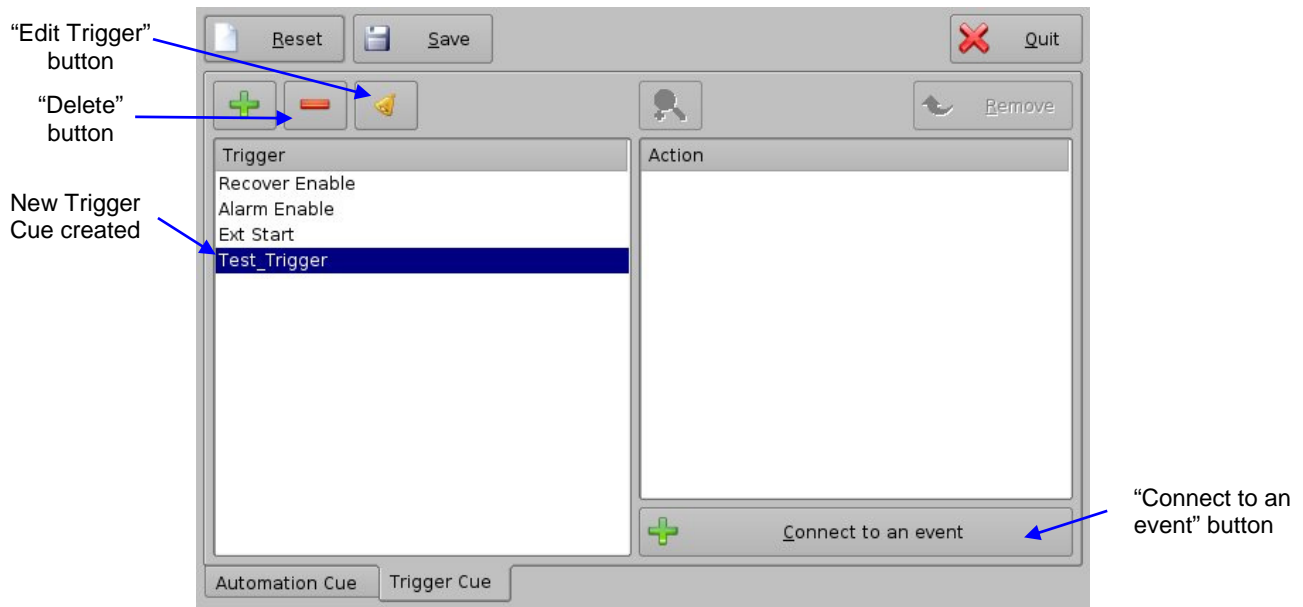 “Edit Trigger”
button
“Delete”
button
New Trigger
Cue created
Reset
Save
Quit
Remove
Trigger
Recover Enable
Alarm Enable
Ext Start
Test_Trigger
Action
Connect to an event
“Connect to an
event” button
Automation Cue
Trigger Cue